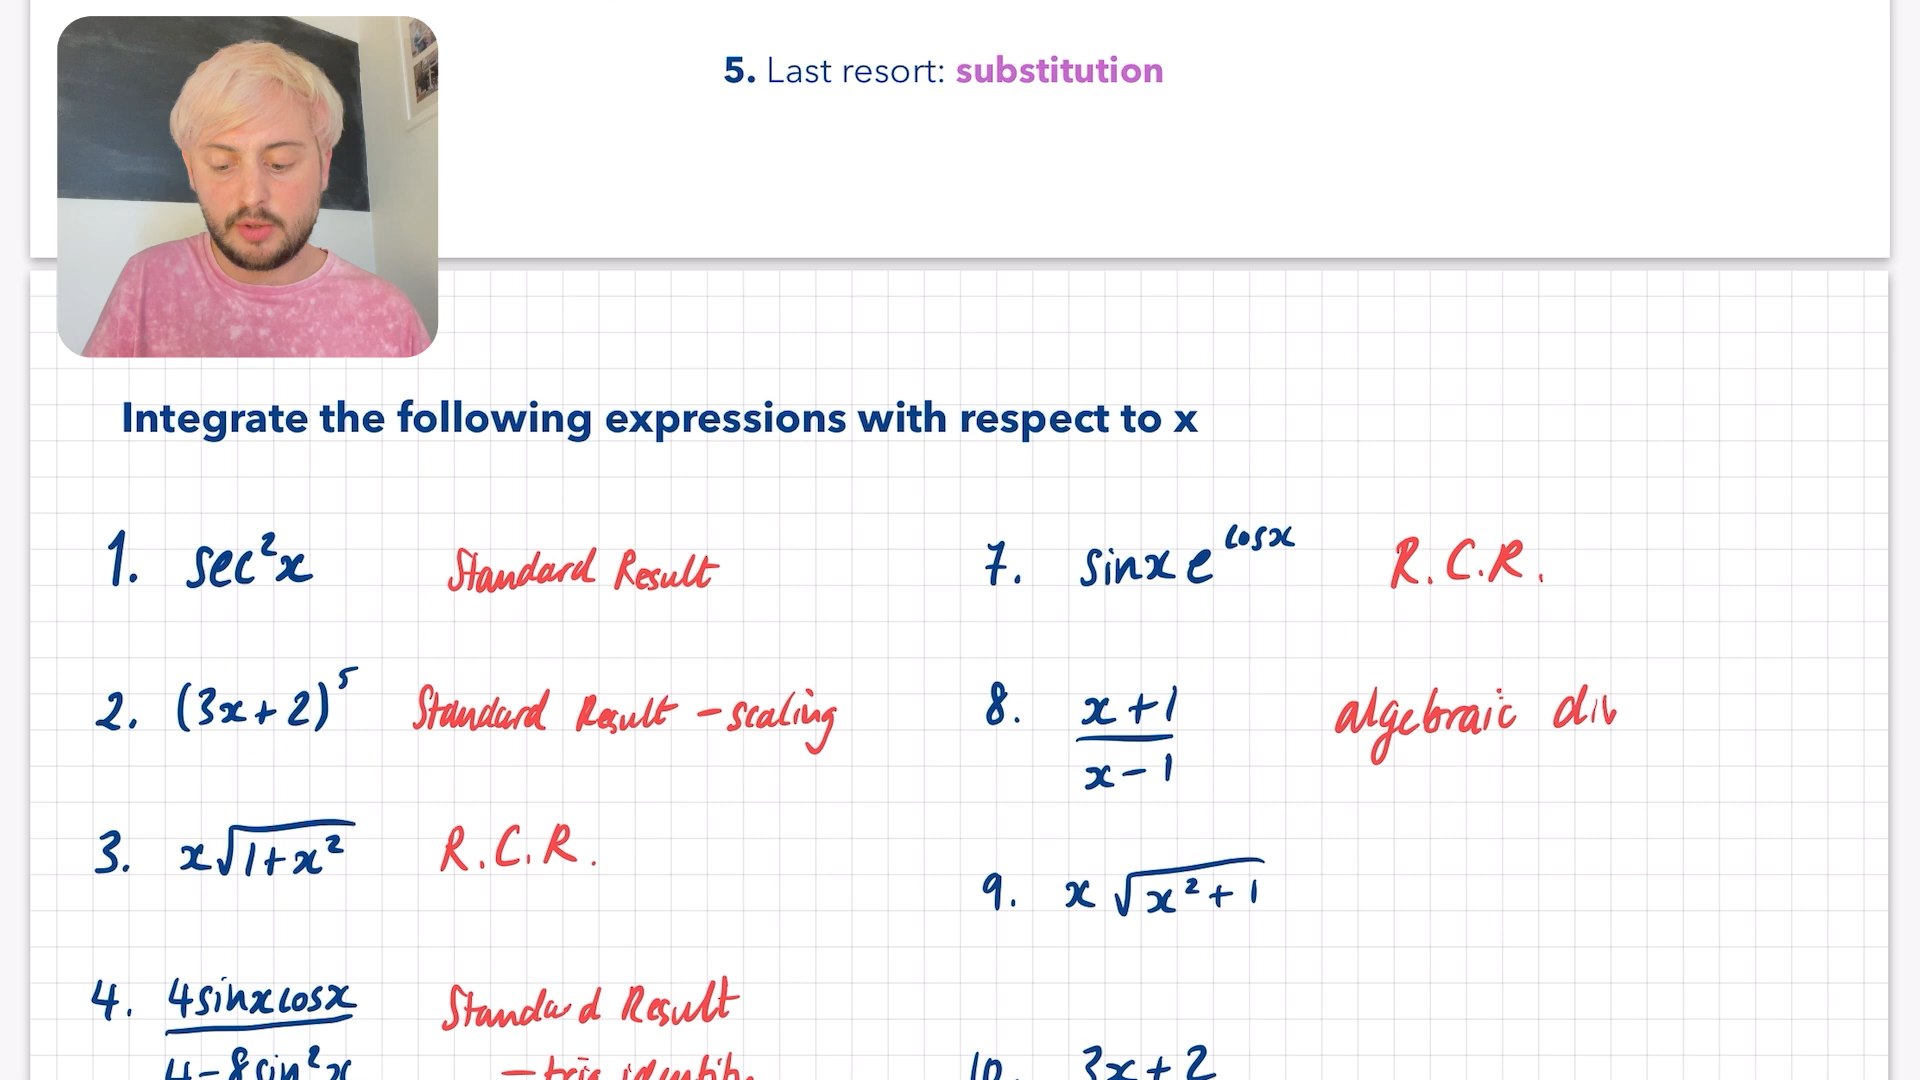 5. Last resort: substitution
Integrate the following expressions with respect to x
1. sec²x Standard Result
2. (3x+2)⁵ Standard Result - scaling
3. x√(1+x²) R.C.R.
4. 4sinxcosx Standard Result
4-8sin²x - trig identity
7. sinx e^cosx R.C.R.
8. x+1 algebraic div
x-1
9. x√(x²+1)
10. 3x+2